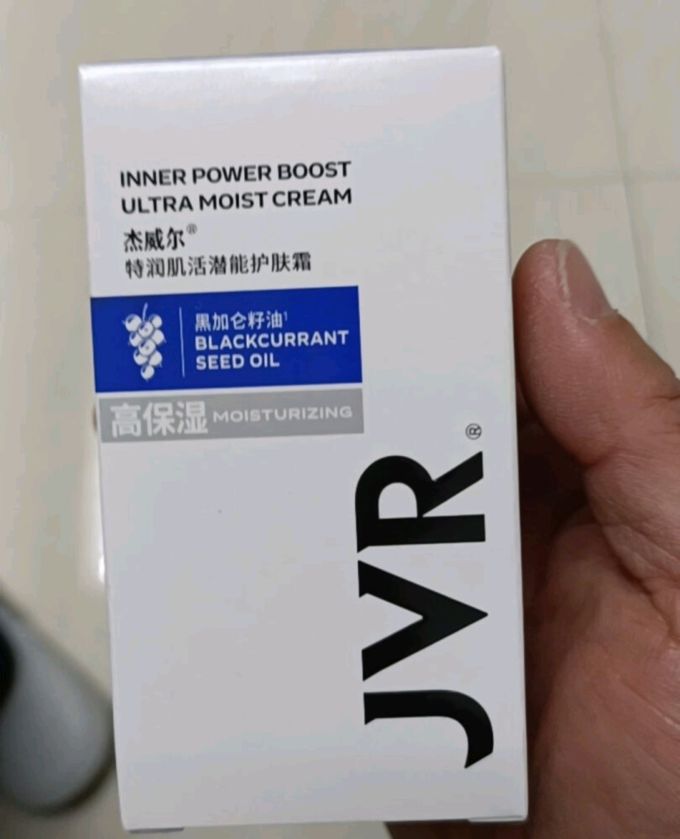 INNER POWER BOOST
ULTRA MOIST CREAM
杰威尔®
特润肌活潜能护肤霜
黑加仑籽油¹
BLACKCURRANT
SEED OIL
高保湿 MOISTURIZING
JVR®